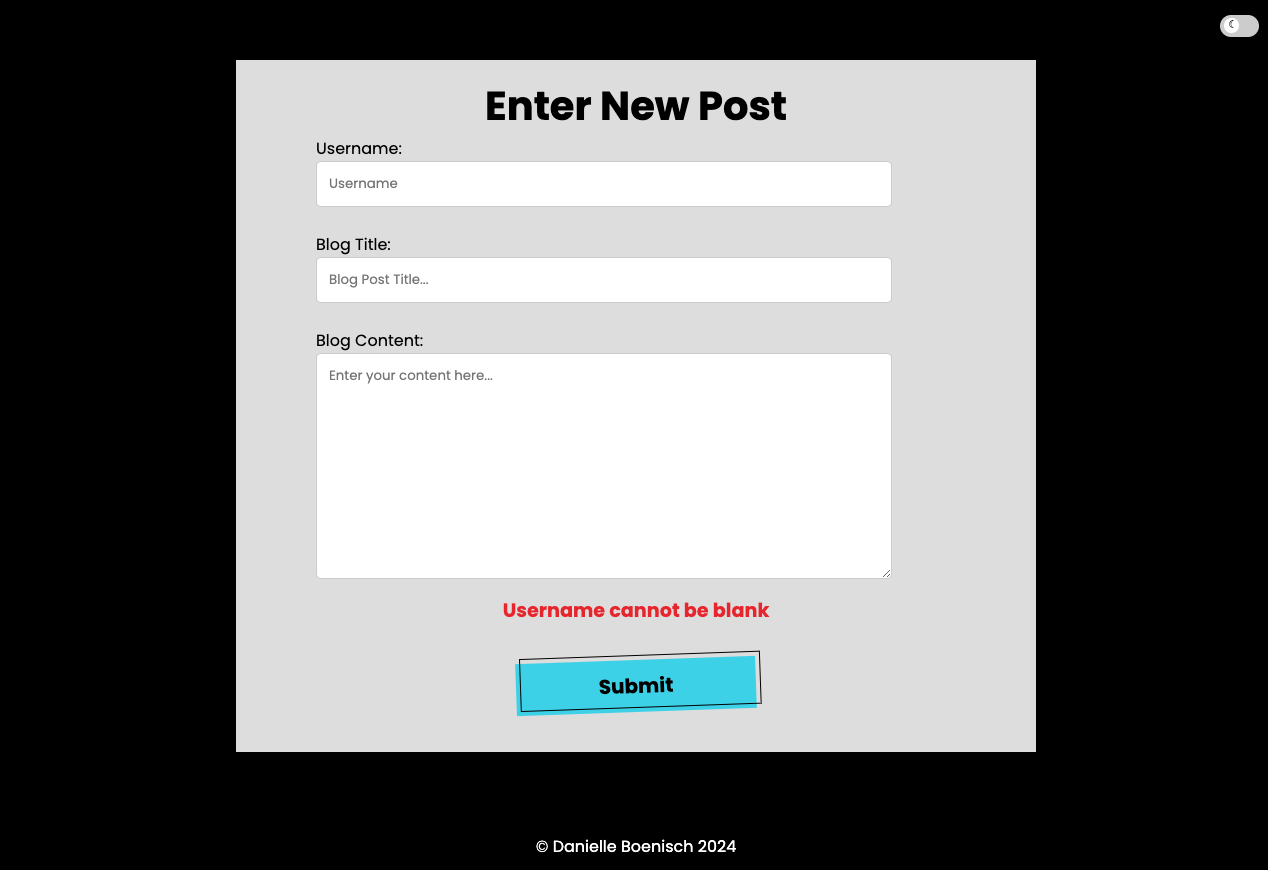 Enter New Post
Username:
Username
Blog Title:
Blog Post Title...
Blog Content:
Enter your content here...
Username cannot be blank
Submit
© Danielle Boenisch 2024